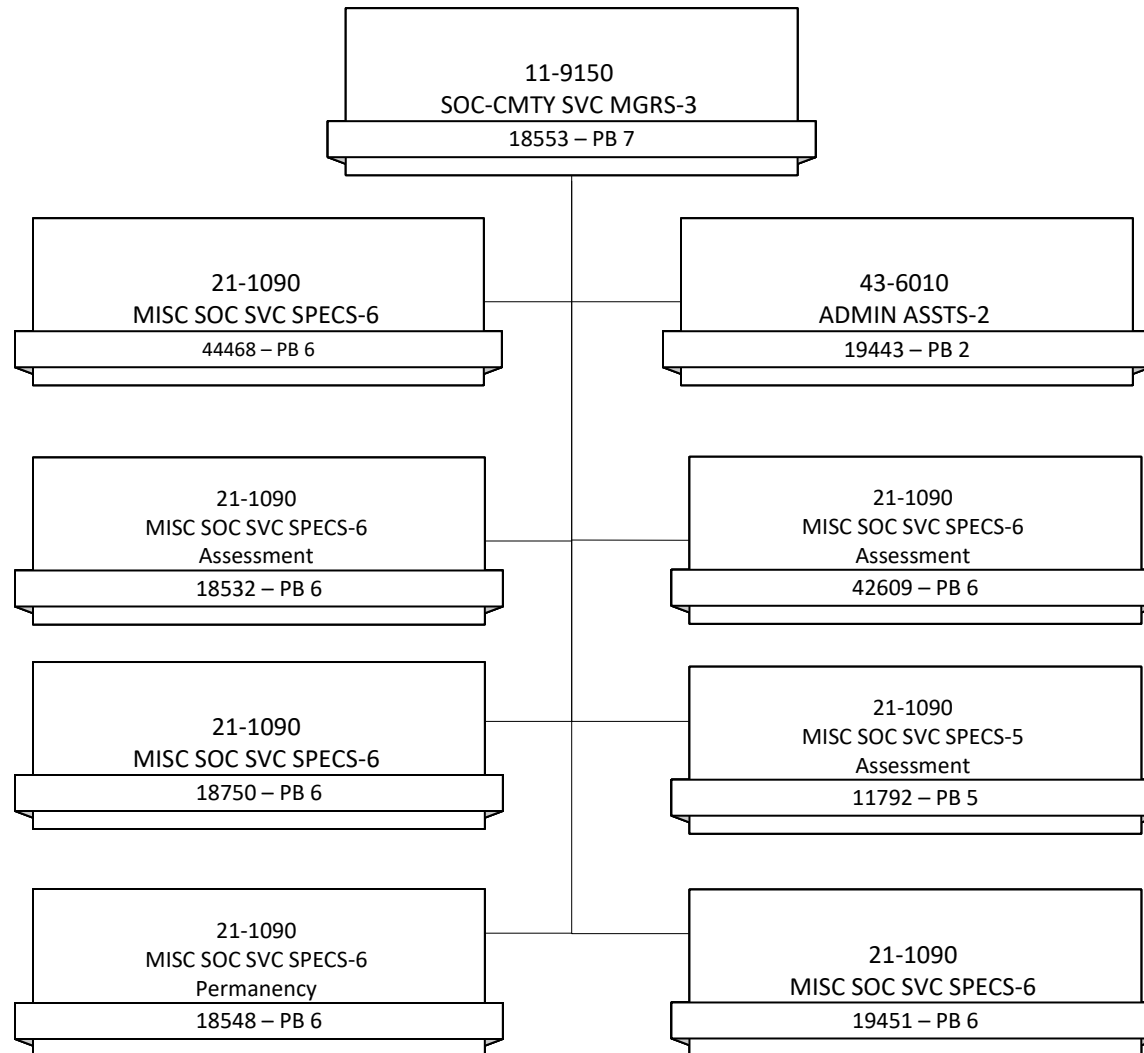 11-9150
SOC-CMTY SVC MGRS-3
18553 – PB 7
21-1090
MISC SOC SVC SPECS-6
44468 – PB 6
43-6010
ADMIN ASSTS-2
19443 – PB 2
21-1090
MISC SOC SVC SPECS-6
Assessment
18532 – PB 6
21-1090
MISC SOC SVC SPECS-6
Assessment
42609 – PB 6
21-1090
MISC SOC SVC SPECS-6
18750 – PB 6
21-1090
MISC SOC SVC SPECS-5
Assessment
11792 – PB 5
21-1090
MISC SOC SVC SPECS-6
Permanency
18548 – PB 6
21-1090
MISC SOC SVC SPECS-6
19451 – PB 6